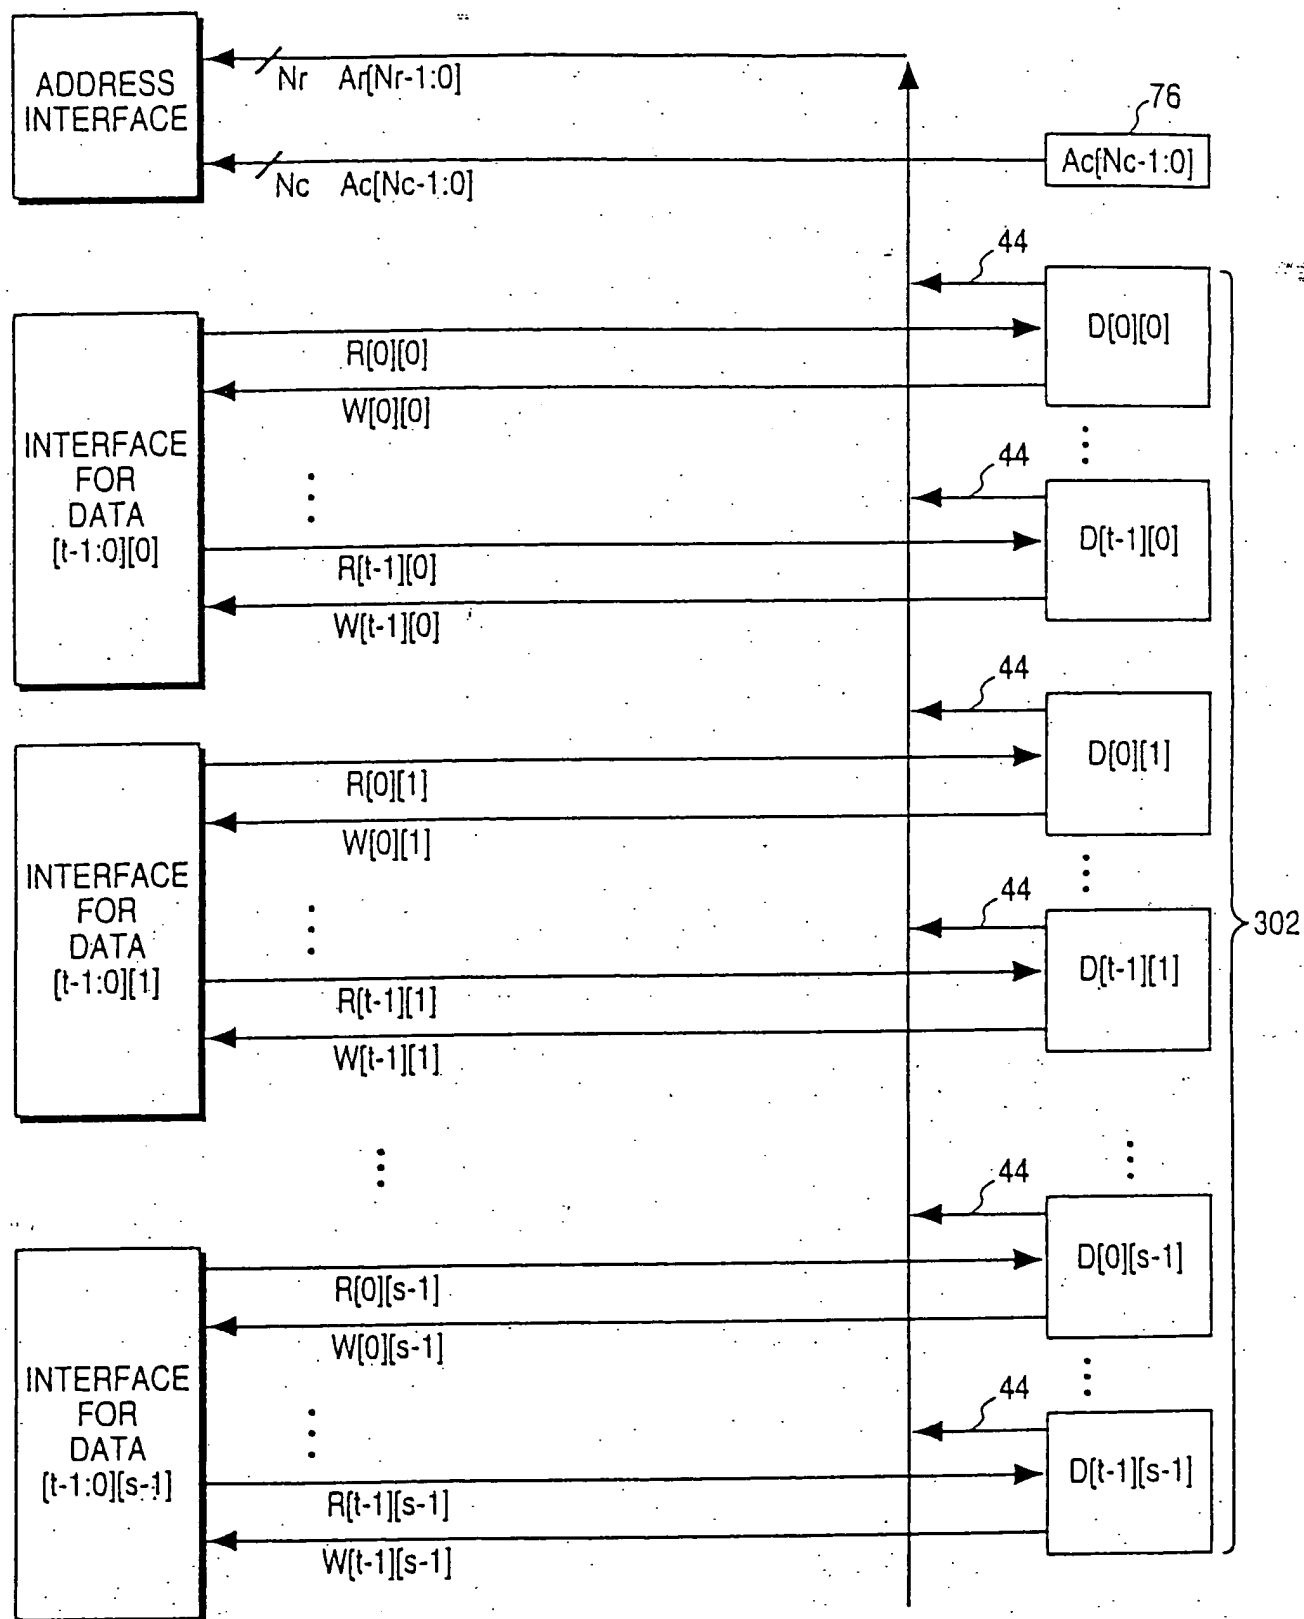 ADDRESS
INTERFACE
Nr Ar[Nr-1:0]
Nc Ac[Nc-1:0]
76
Ac[Nc-1:0]
44
D[0][0]
R[0][0]
W[0][0]
INTERFACE
FOR
DATA
[t-1:0][0]
44
D[t-1][0]
R[t-1][0]
W[t-1][0]
44
D[0][1]
R[0][1]
W[0][1]
INTERFACE
FOR
DATA
[t-1:0][1]
44
D[t-1][1]
302
R[t-1][1]
W[t-1][1]
44
D[0][s-1]
R[0][s-1]
W[0][s-1]
INTERFACE
FOR
DATA
[t-1:0][s-1]
44
D[t-1][s-1]
R[t-1][s-1]
W[t-1][s-1]